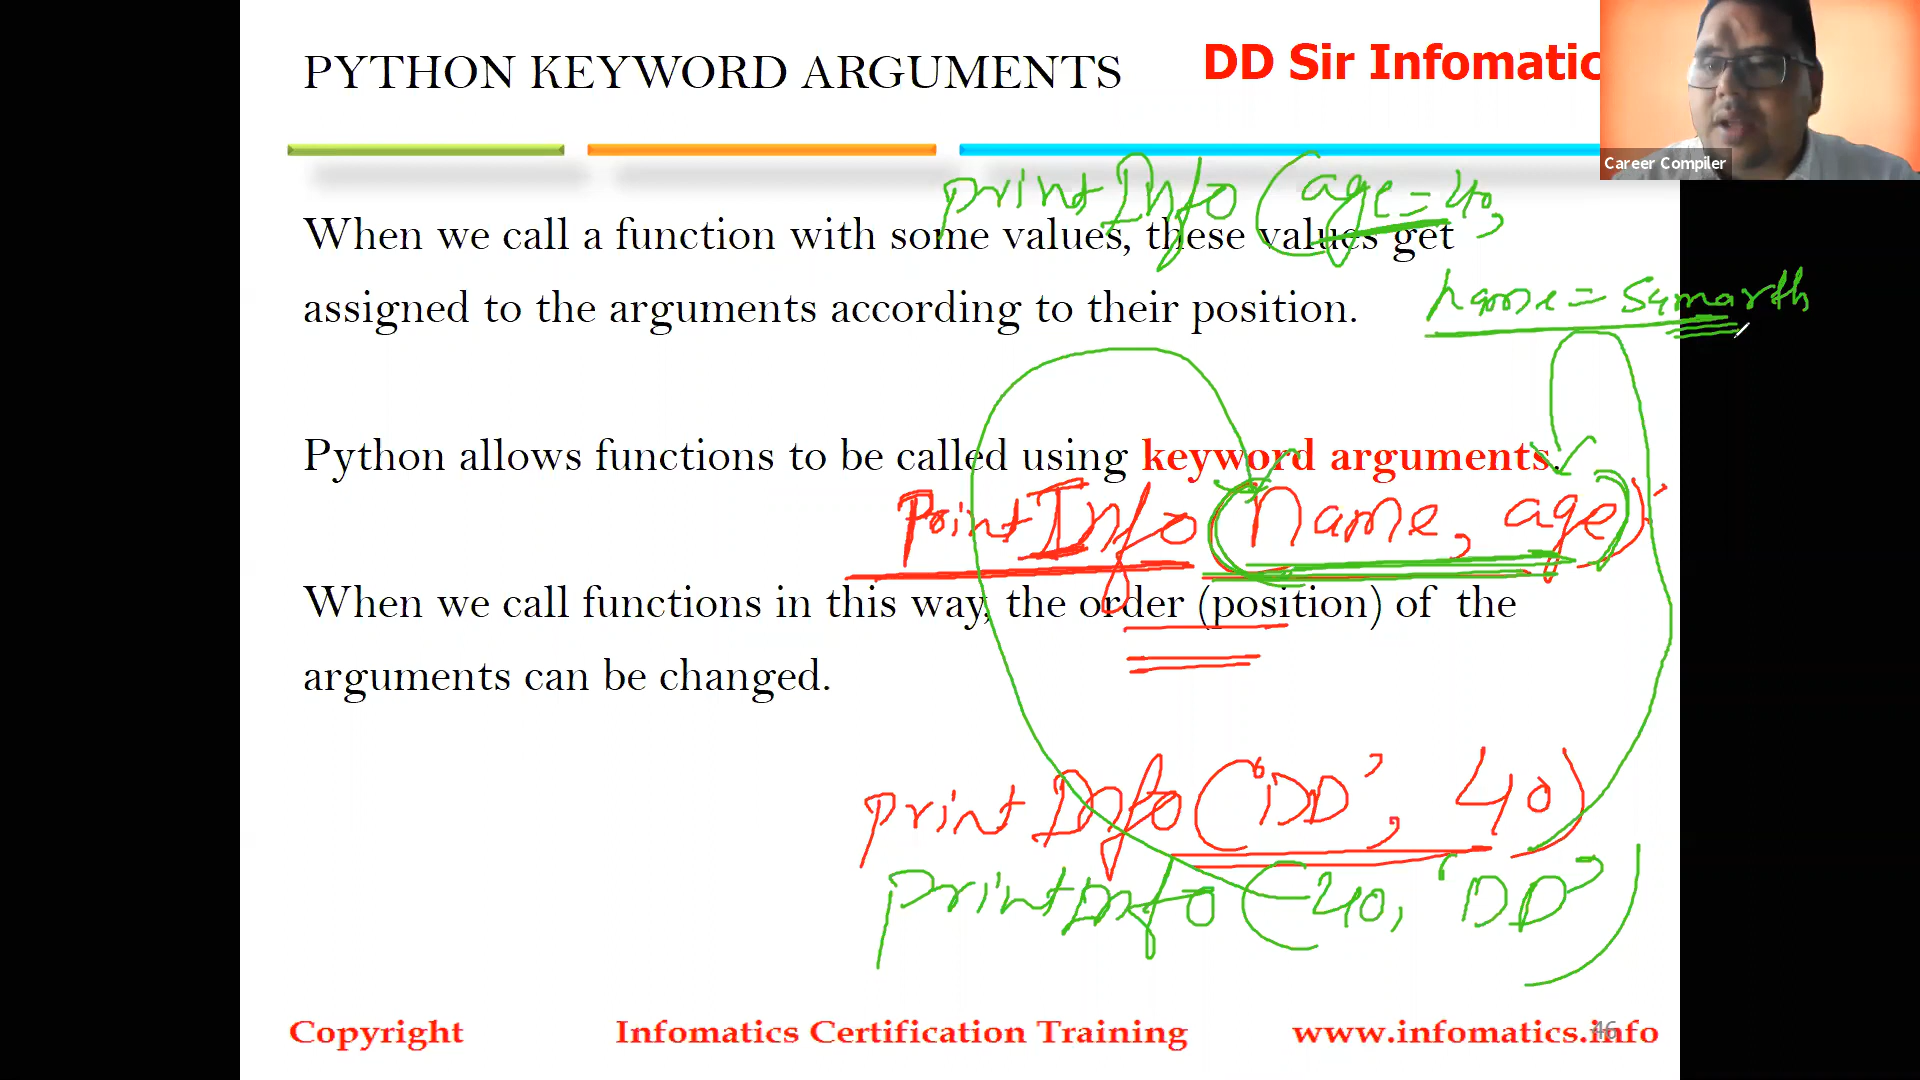 PYTHON KEYWORD ARGUMENTS
DD Sir Infomatic
Career Compiler
printInfo (age=40,
When we call a function with some values, these values get
name = Samarth
assigned to the arguments according to their position.
Python allows functions to be called using keyword arguments.
PrintInfo (Name, age)
When we call functions in this way, the order (position) of the
arguments can be changed.
printInfo ('DD', 40)
printInfo (40, 'DD')
Copyright
Infomatics Certification Training
www.infomatics.info
46